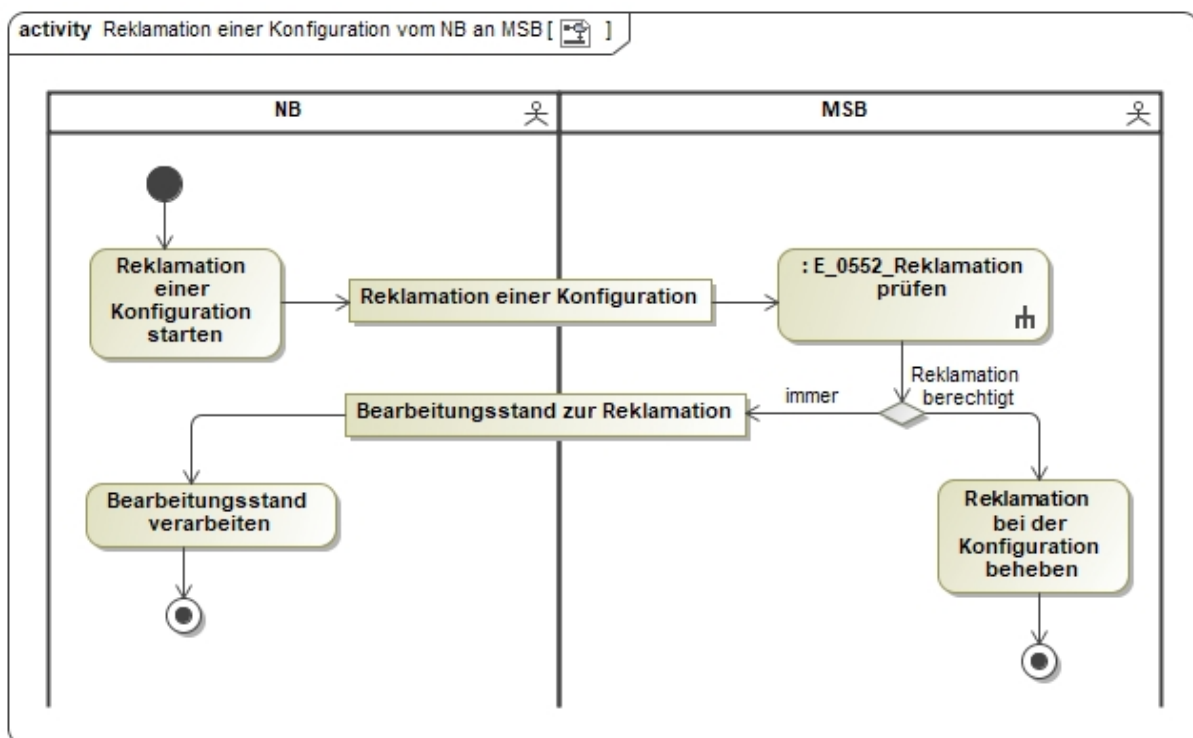 activity Reklamation einer Konfiguration vom NB an MSB [ ]
NB
MSB
Reklamation
einer
Konfiguration
starten
Reklamation einer Konfiguration
: E_0552_Reklamation
prüfen
Reklamation
berechtigt
immer
Bearbeitungsstand zur Reklamation
Bearbeitungsstand
verarbeiten
Reklamation
bei der
Konfiguration
beheben